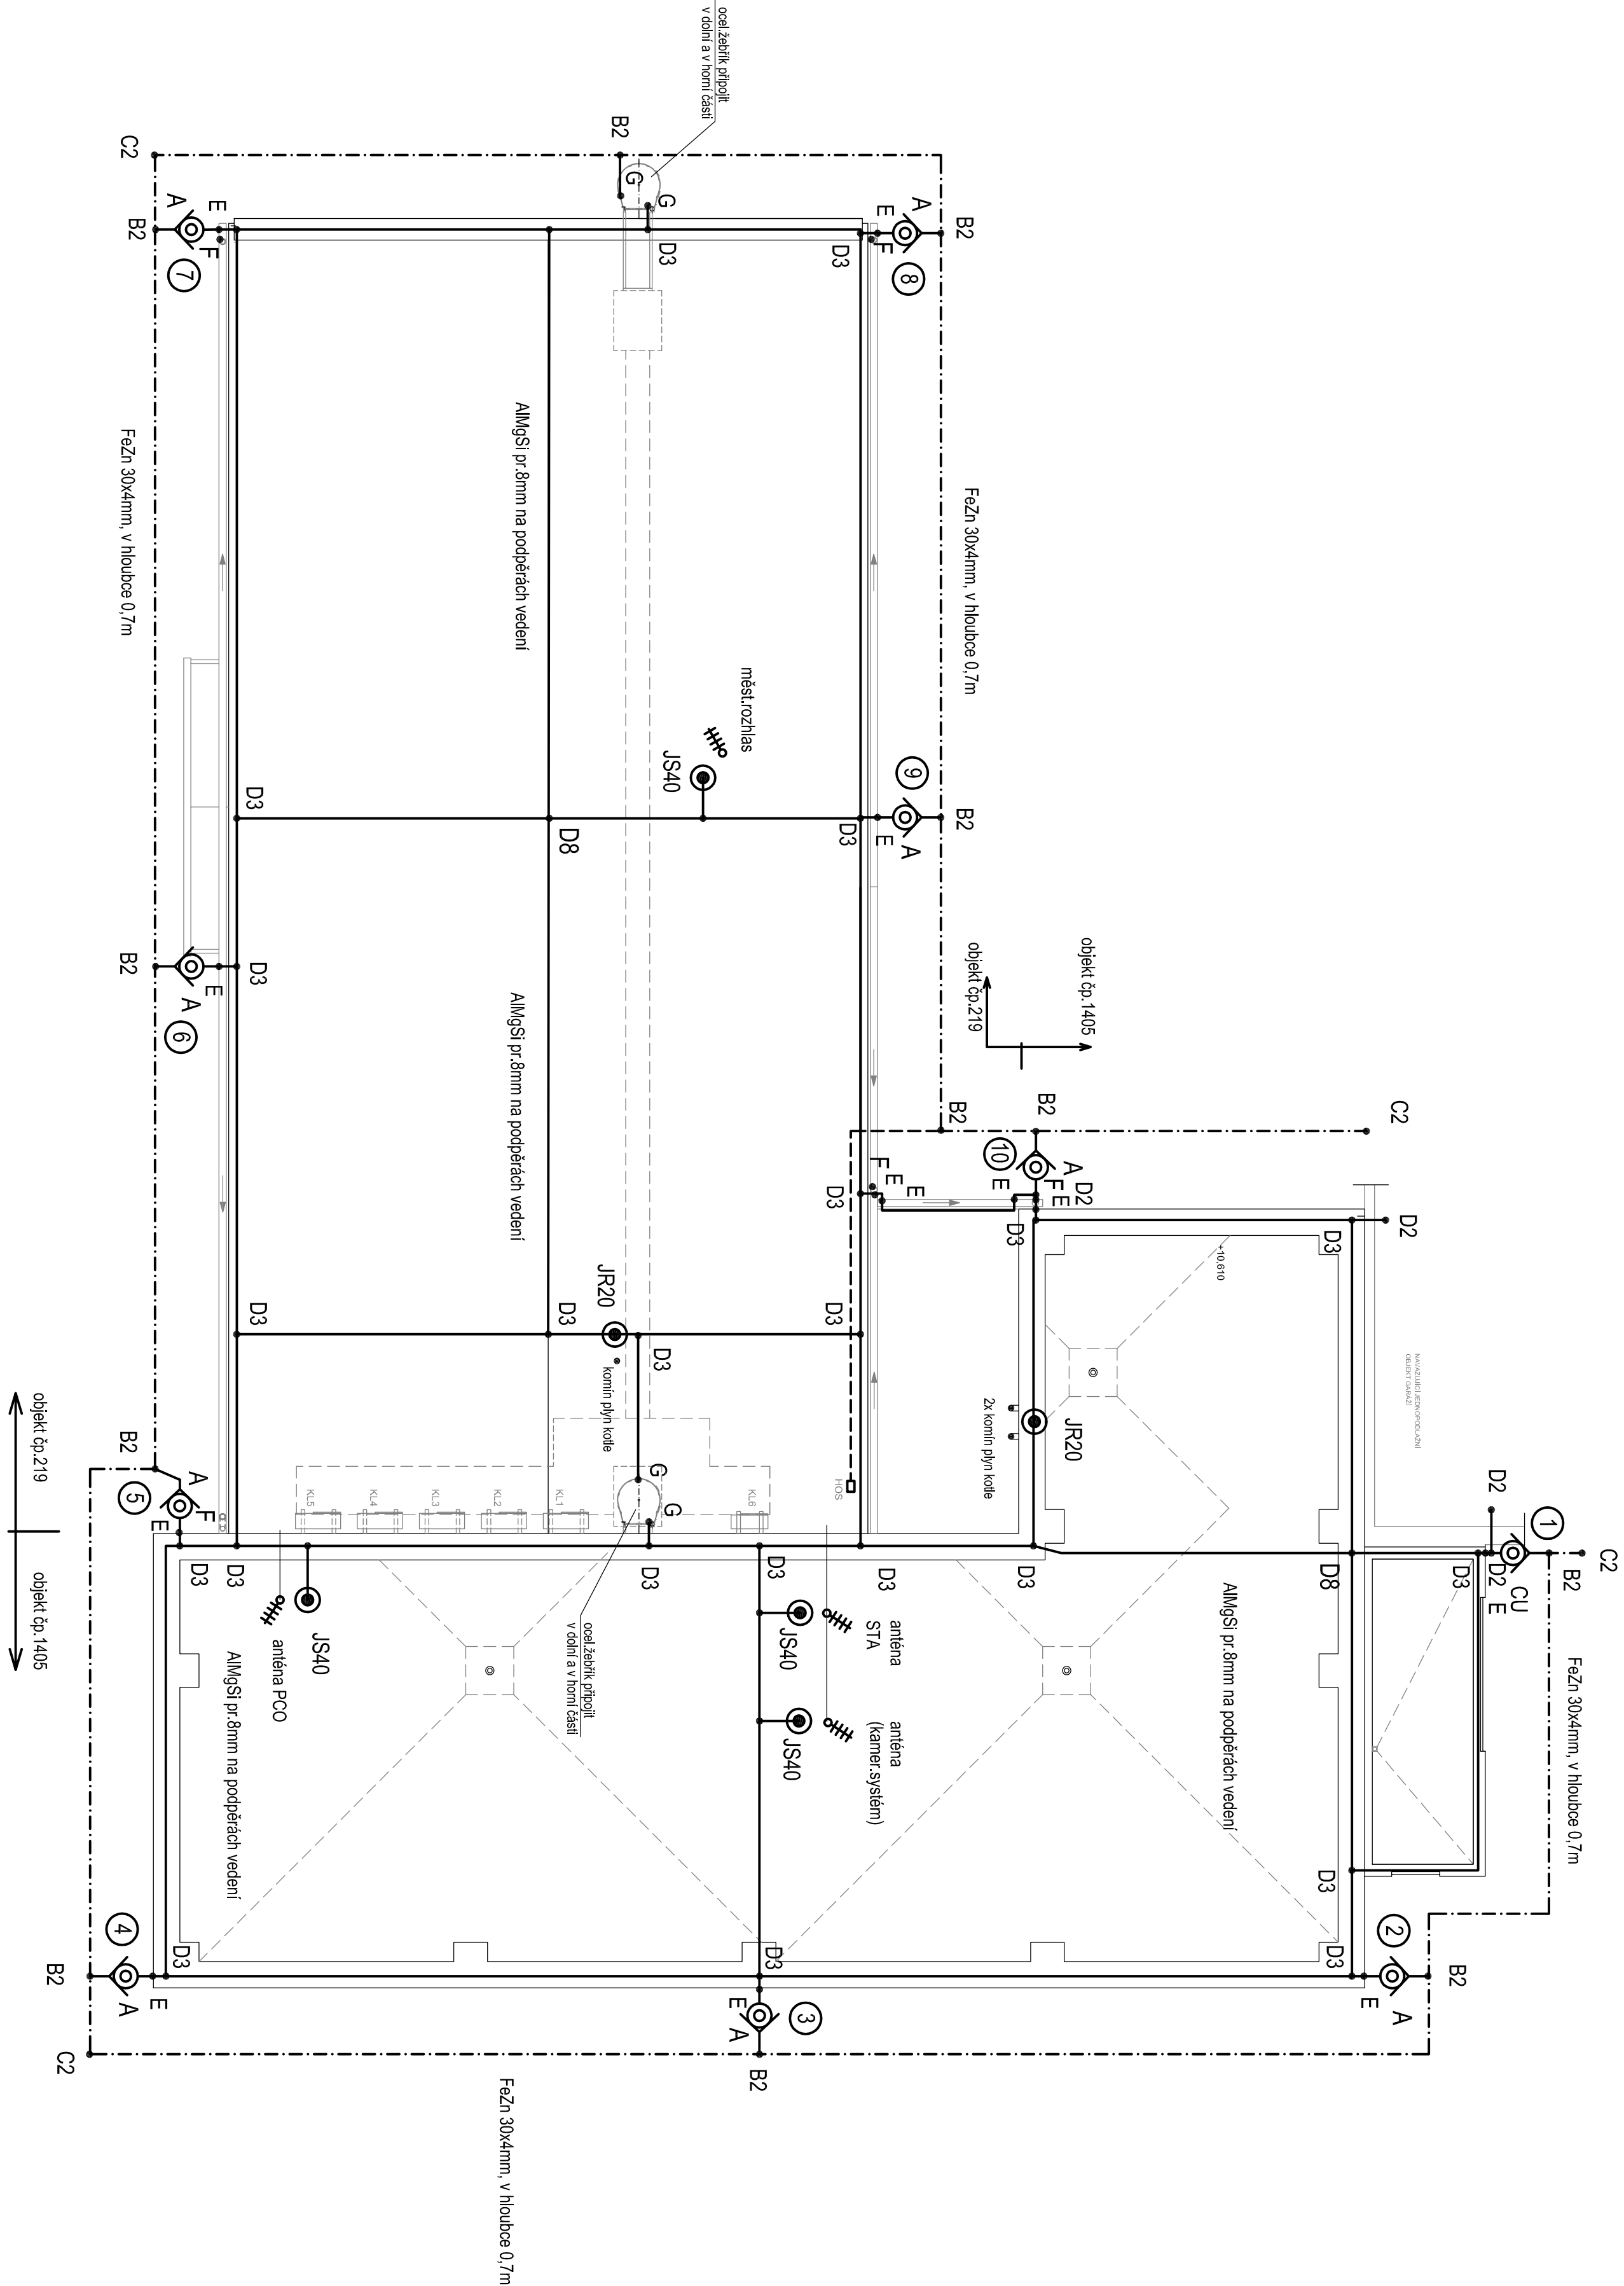 ocel.žebřík připojit
v dolní a v horní části
B2
C2
G
G
A
E
B2
F
7
D3
D3
A
E
F
8
B2
FeZn 30x4mm, v hloubce 0,7m
AlMgSi pr.8mm na podpěrách vedení
FeZn 30x4mm, v hloubce 0,7m
měst.rozhlas
JS40
9
B2
E
A
D3
D8
D3
B2
D3
E
A
6
AlMgSi pr.8mm na podpěrách vedení
objekt čp.219
objekt čp.1405
B2
B2
C2
10
A
D2
F
E
E
F
E
E
D3
D3
D3
D2
+10,610
JR20
D3
D3
D3
D3
komín plyn kotle
2x komín plyn kotle
JR20
NAVAZUJÍCÍ JEDNOPODLAŽNÍ
OBJEKT GARÁŽÍ
objekt čp.219
objekt čp.1405
B2
5
A
F
E
KL5
KL4
KL3
KL2
KL1
KL6
HOS
G
G
D2
1
C2
B2
CU
D2
E
D3
D3
D3
D3
D3
D3
D3
D8
JS40
anténa PCO
AlMgSi pr.8mm na podpěrách vedení
ocel.žebřík připojit
v dolní a v horní části
JS40
anténa
STA
JS40
anténa
(kamer.systém)
AlMgSi pr.8mm na podpěrách vedení
FeZn 30x4mm, v hloubce 0,7m
D3
4
D3
B2
A
E
C2
D3
E
A
3
B2
D3
2
E
A
B2
FeZn 30x4mm, v hloubce 0,7m